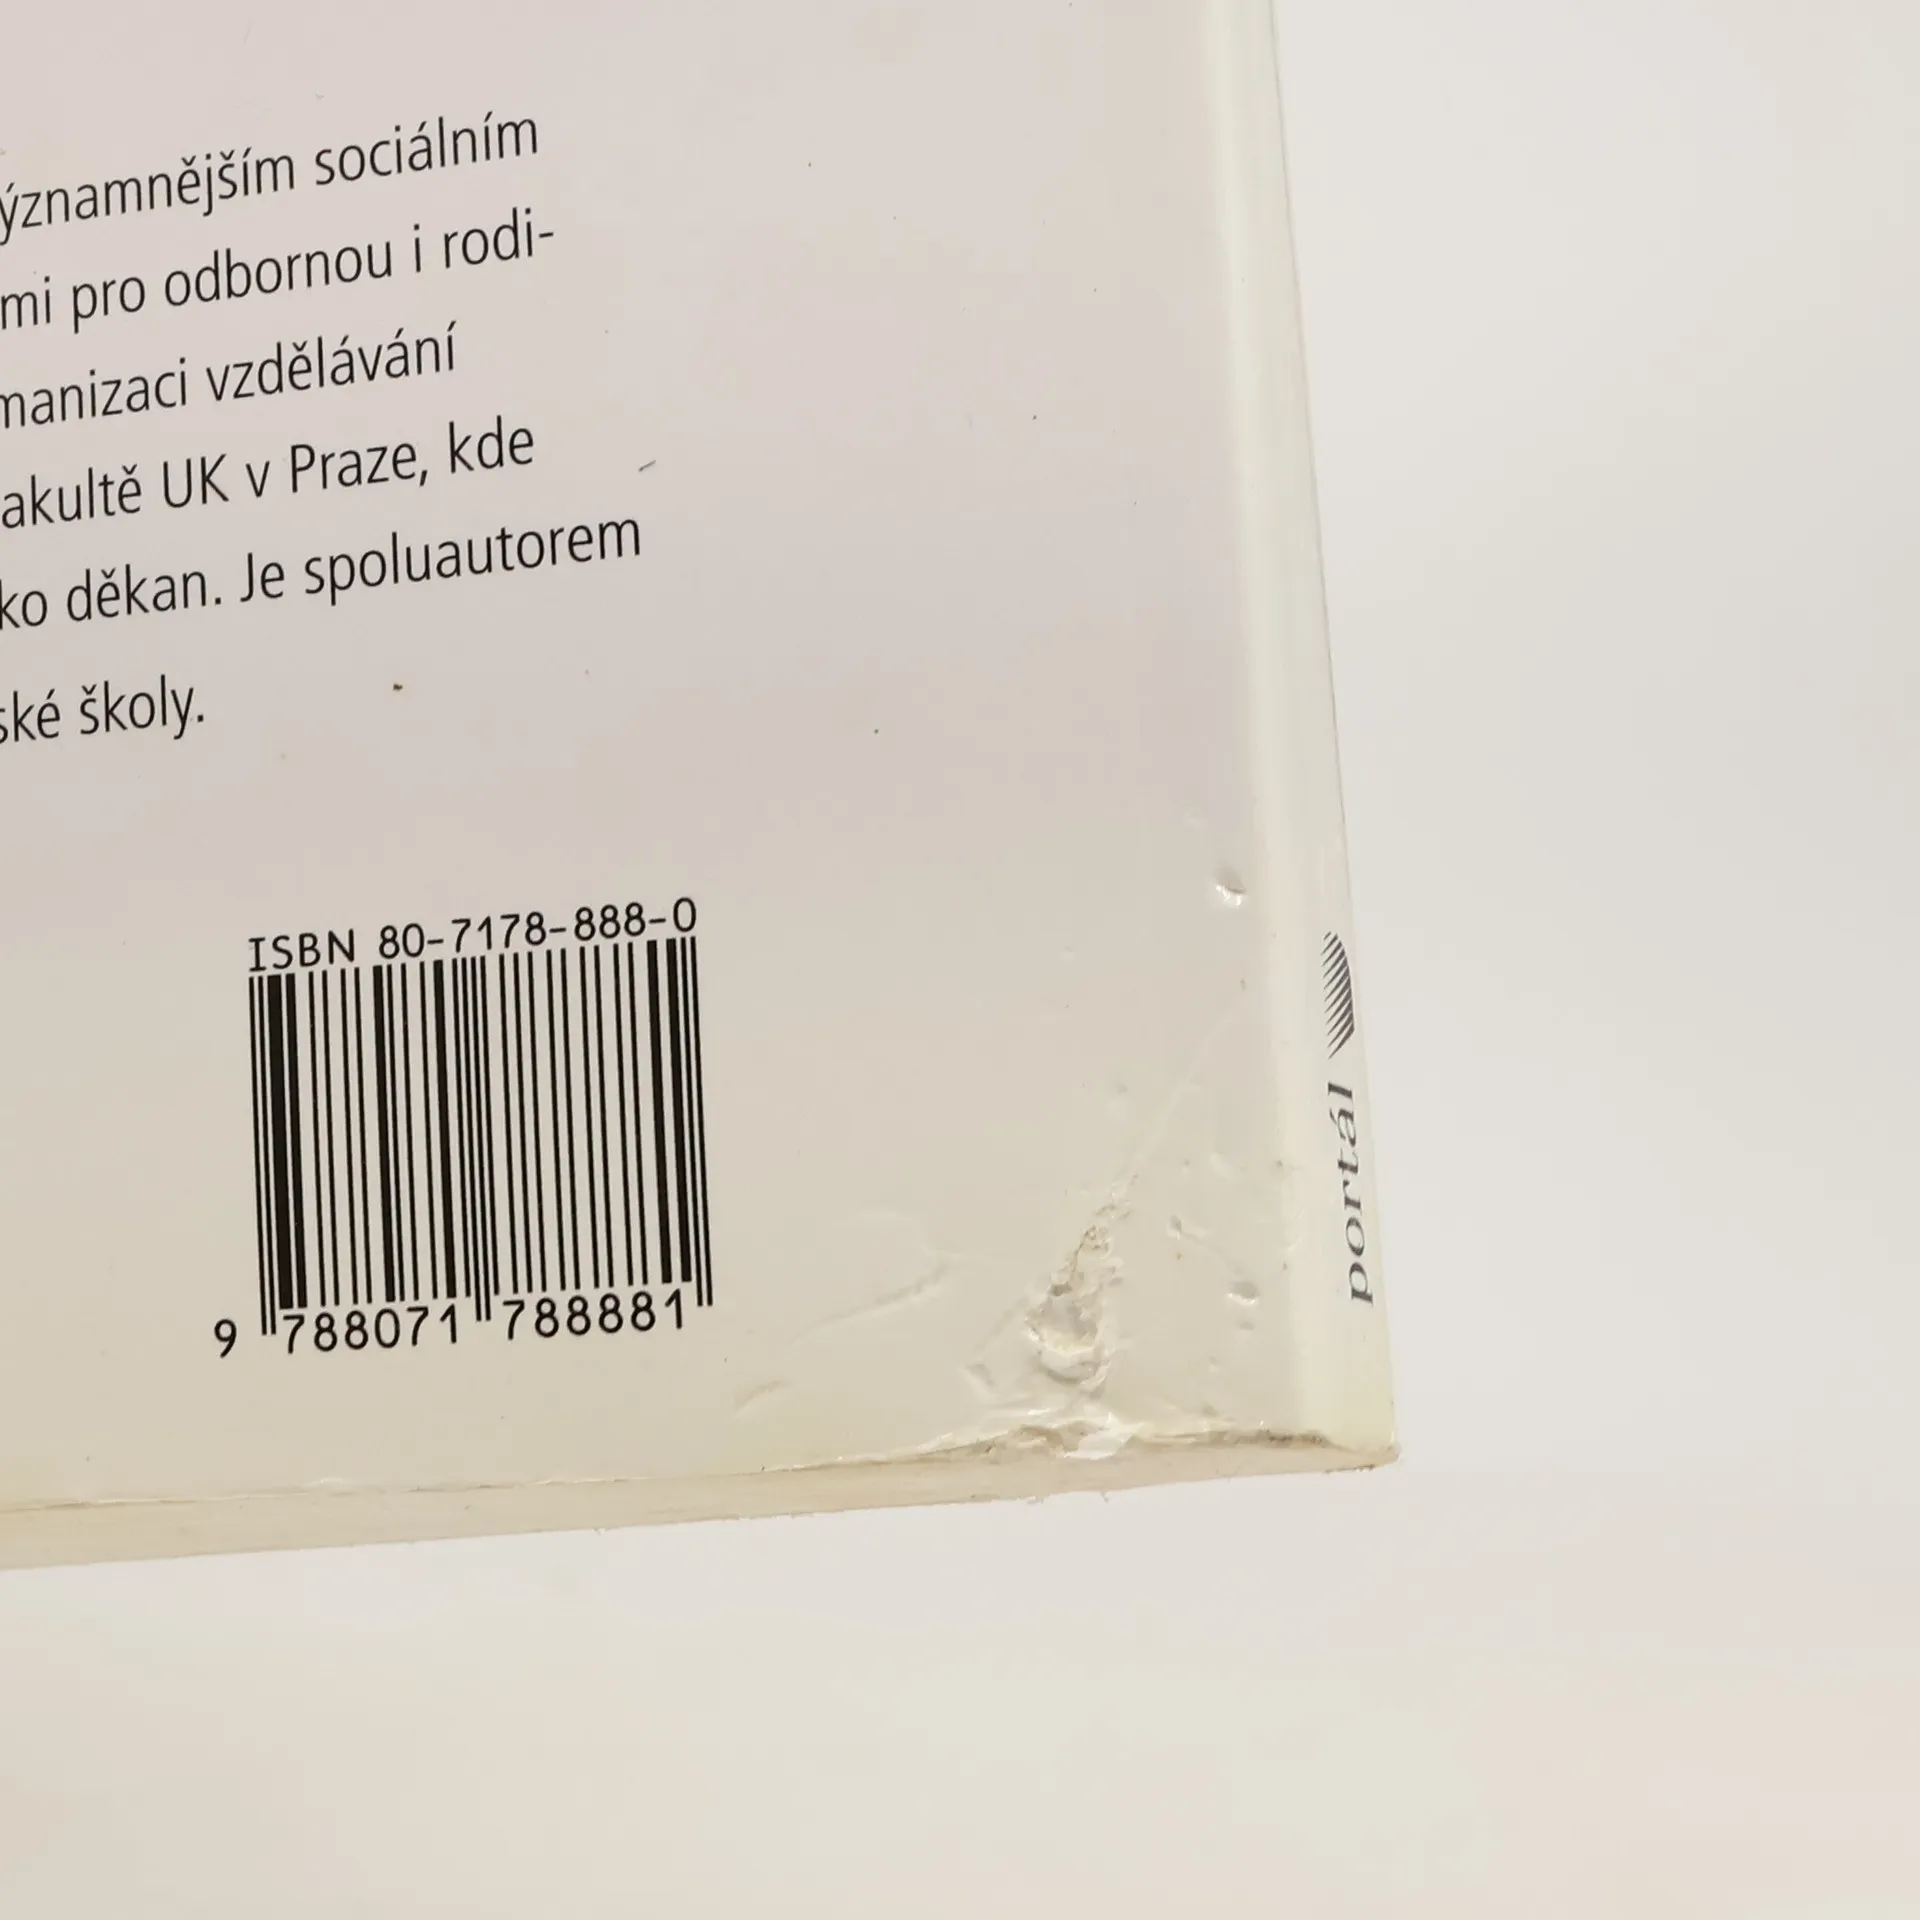 ýznamnějším sociálním
mi pro odbornou i rodi-
manizaci vzdělávání
akultě UK v Praze, kde
ko děkan. Je spoluautorem
ské školy.
ISBN 80-7178-888-0
9 788071 788881
portál